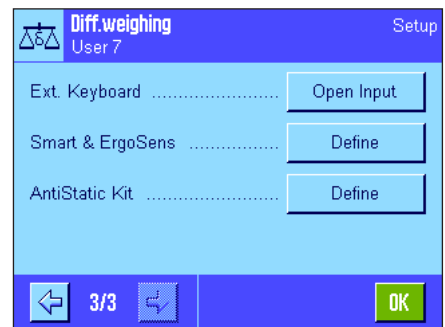 Diff.weighing Setup
User 7
Ext. Keyboard ........................ Open Input
Smart & ErgoSens ................. Define
AntiStatic Kit ......................... Define
3/3 OK